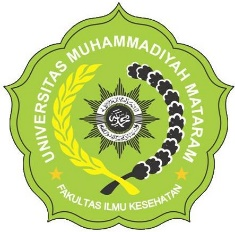 UNIVERSITAS MUHAMMADIYAH MATARAM
FAKULTAS ILMU KESEHATAN